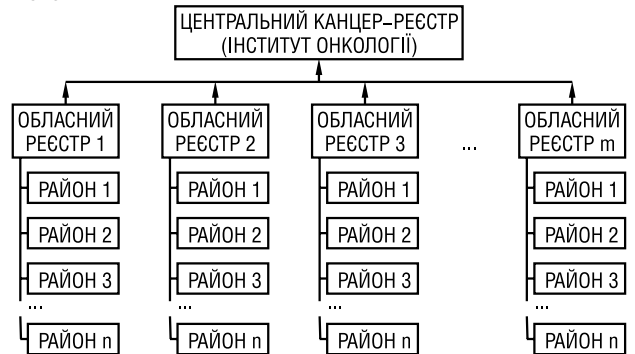 ЦЕНТРАЛЬНИЙ КАНЦЕР–РЕЄСТР
(ІНСТИТУТ ОНКОЛОГІЇ)
ОБЛАСНИЙ
РЕЄСТР 1
РАЙОН 1
РАЙОН 2
РАЙОН 3
...
РАЙОН n
ОБЛАСНИЙ
РЕЄСТР 2
РАЙОН 1
РАЙОН 2
РАЙОН 3
...
РАЙОН n
ОБЛАСНИЙ
РЕЄСТР 3
РАЙОН 1
РАЙОН 2
РАЙОН 3
...
РАЙОН n
...
ОБЛАСНИЙ
РЕЄСТР m
РАЙОН 1
РАЙОН 2
РАЙОН 3
...
РАЙОН n